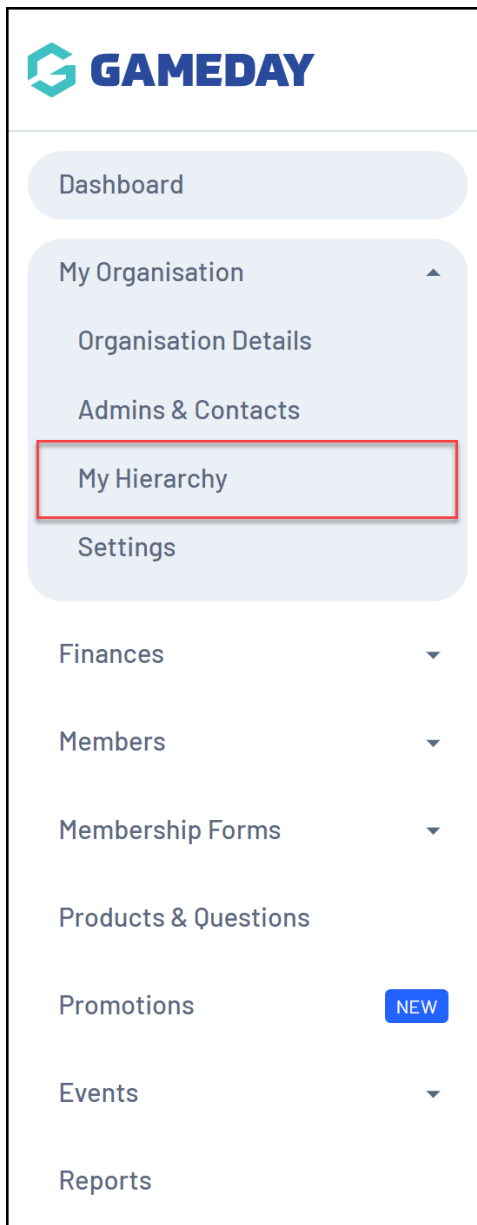 GAMEDAY
Dashboard
My Organisation
Organisation Details
Admins & Contacts
My Hierarchy
Settings
Finances
Members
Membership Forms
Products & Questions
Promotions NEW
Events
Reports